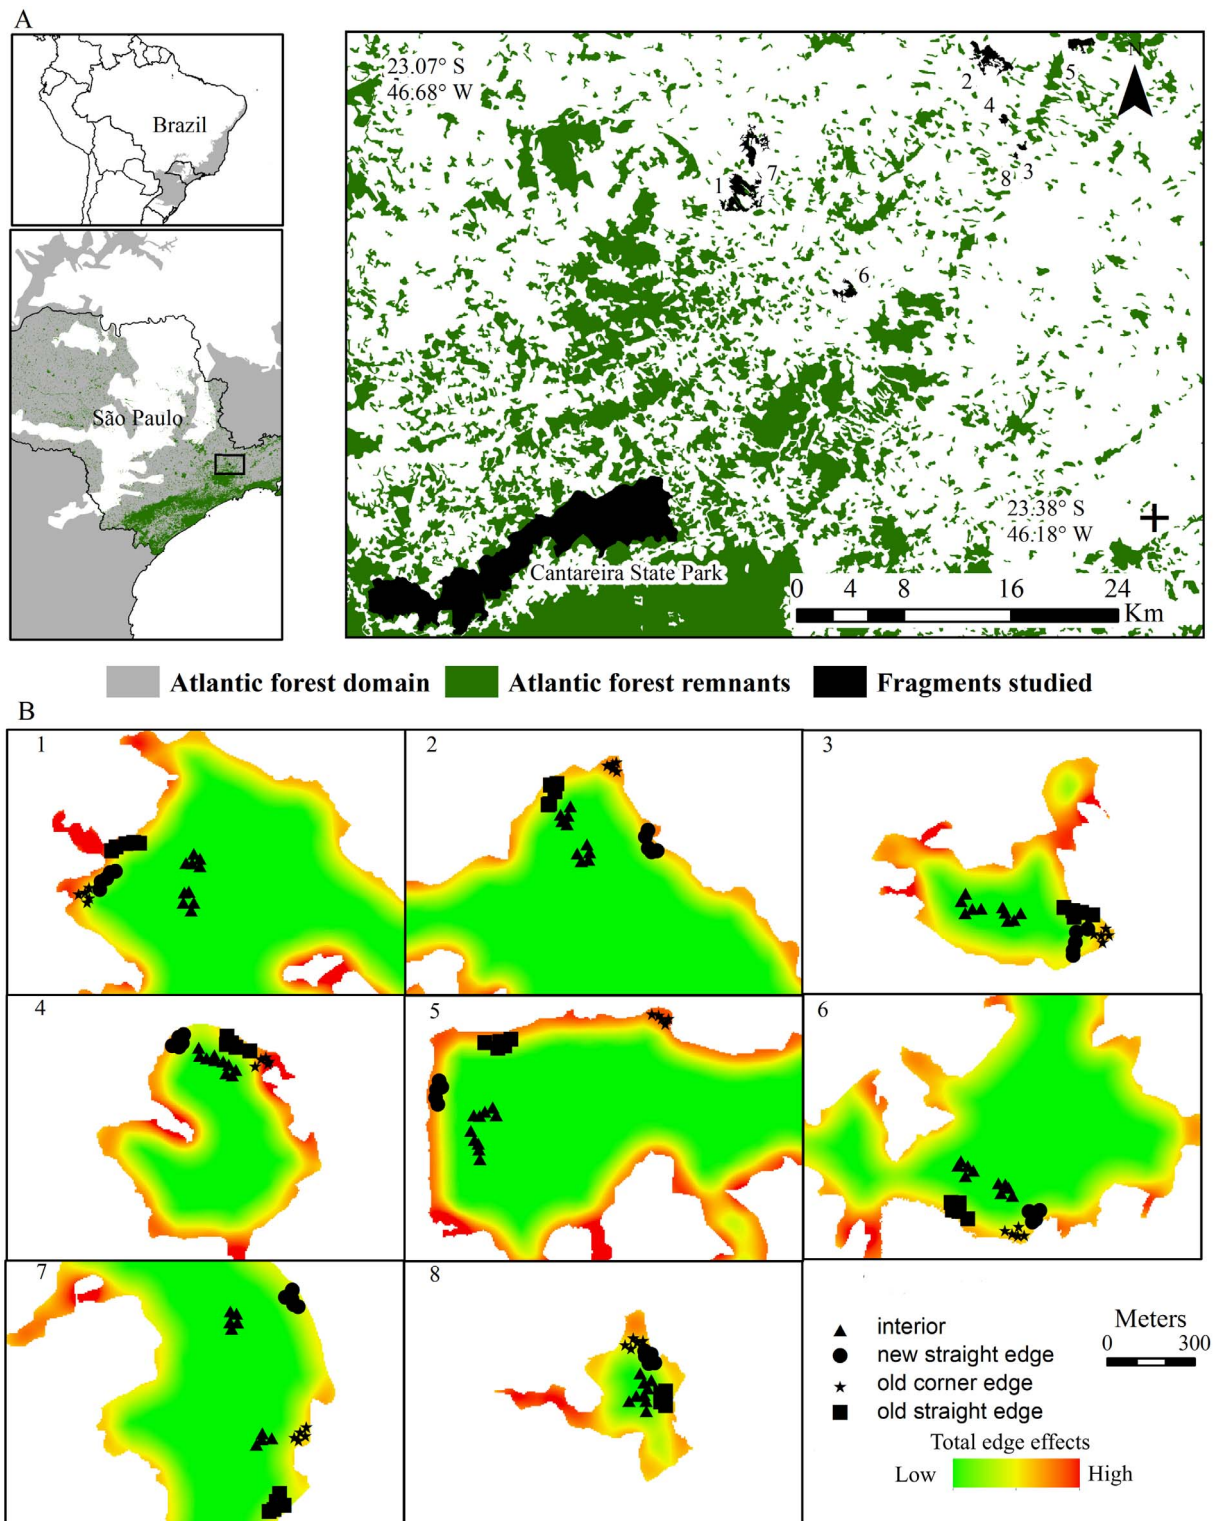 A
Brazil
São Paulo
23.07° S
46.68° W
N
2
5
4
8
3
1
7
6
23.38° S
46.18° W
Cantareira State Park
0 4 8 16 24
Km
Atlantic forest domain
Atlantic forest remnants
Fragments studied
B
1
2
3
4
5
6
7
8
interior
new straight edge
old corner edge
old straight edge
Meters
0 300
Total edge effects
Low
High